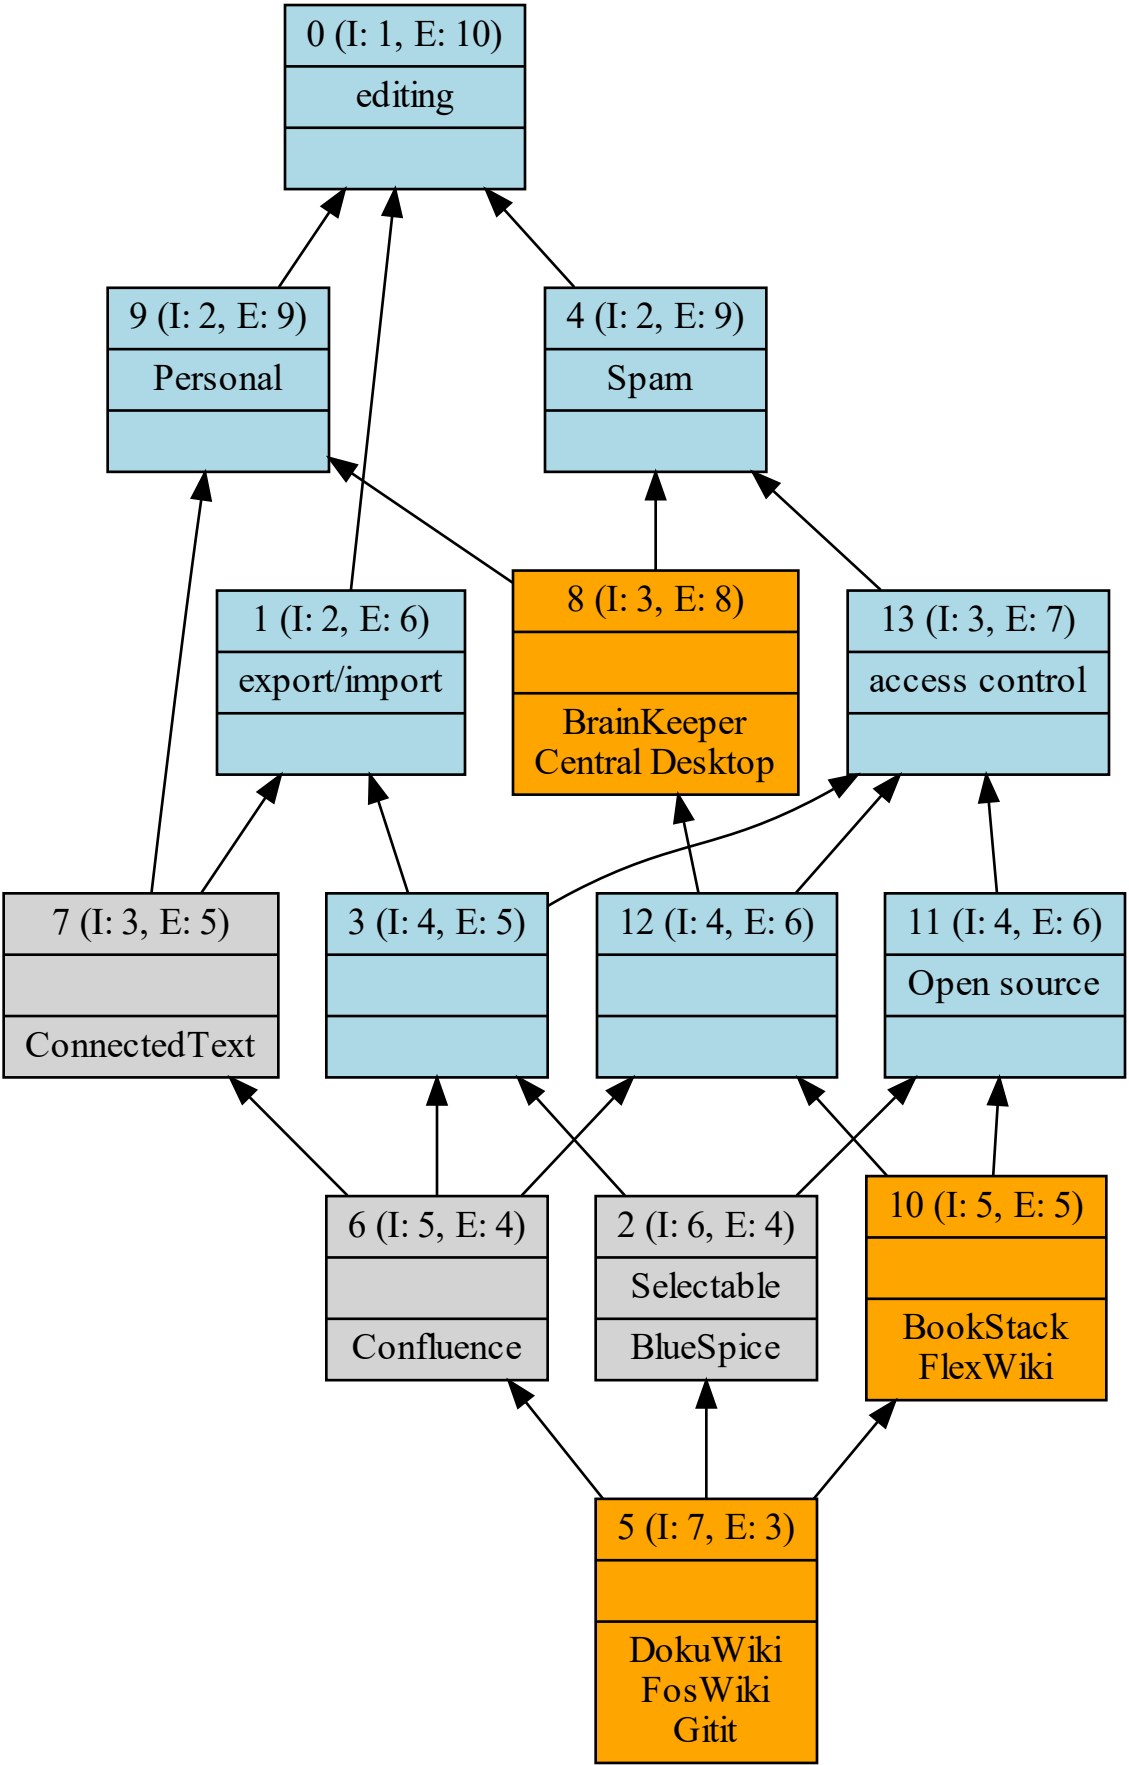 0 (I: 1, E: 10)
editing
9 (I: 2, E: 9)
Personal
4 (I: 2, E: 9)
Spam
1 (I: 2, E: 6)
export/import
8 (I: 3, E: 8)
BrainKeeper
Central Desktop
13 (I: 3, E: 7)
access control
7 (I: 3, E: 5)
ConnectedText
3 (I: 4, E: 5)
12 (I: 4, E: 6)
11 (I: 4, E: 6)
Open source
6 (I: 5, E: 4)
Confluence
2 (I: 6, E: 4)
Selectable
BlueSpice
10 (I: 5, E: 5)
BookStack
FlexWiki
5 (I: 7, E: 3)
DokuWiki
FosWiki
Gitit